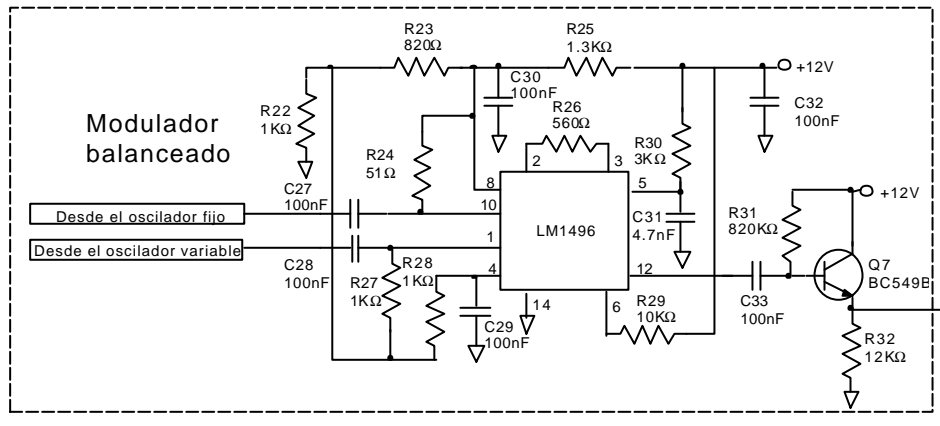 R23
820Ω
R25
1.3KΩ
+12V
C30
100nF
R22
1KΩ
R26
560Ω
C32
100nF
Modulador
balanceado
R24
51Ω
R30
3KΩ
2
3
8
5
C27
100nF
10
Desde el oscilador fijo
LM1496
C31
4.7nF
R31
820KΩ
+12V
Desde el oscilador variable
1
C28
100nF
R27
1KΩ
R28
1KΩ
4
12
Q7
BC549B
C33
100nF
14
6
R29
10KΩ
C29
100nF
R32
12KΩ